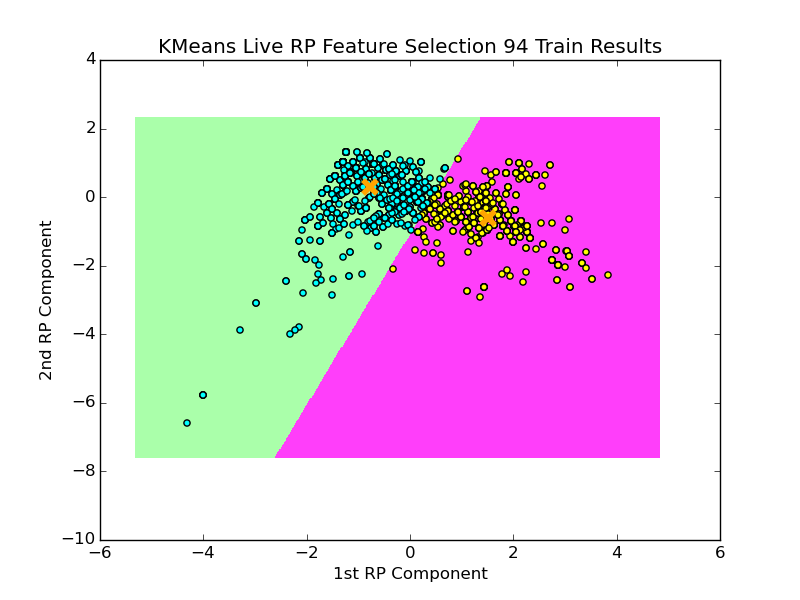 KMeans Live RP Feature Selection 94 Train Results
4
2
0
−2
−4
−6
−8
−10
2nd RP Component
−6 −4 −2 0 2 4 6
1st RP Component